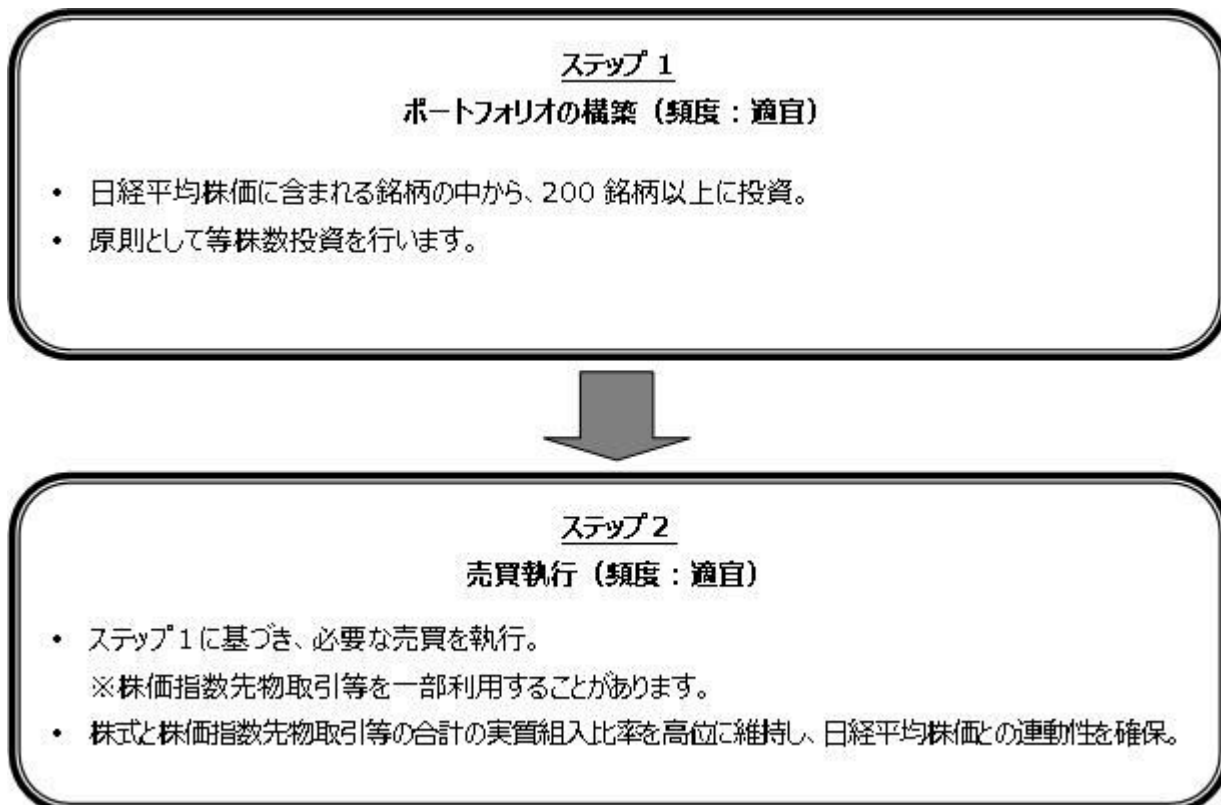 ステップ 1
ポートフォリオの構築（頻度：適宜）
• 日経平均株価に含まれる銘柄の中から、200 銘柄以上に投資。
• 原則として等株数投資を行います。
ステップ 2
売買執行（頻度：適宜）
• ステップ 1 に基づき、必要な売買を執行。
※株価指数先物取引等を一部利用することがあります。
• 株式と株価指数先物取引等の合計の実質組入比率を高位に維持し、日経平均株価との連動性を確保。